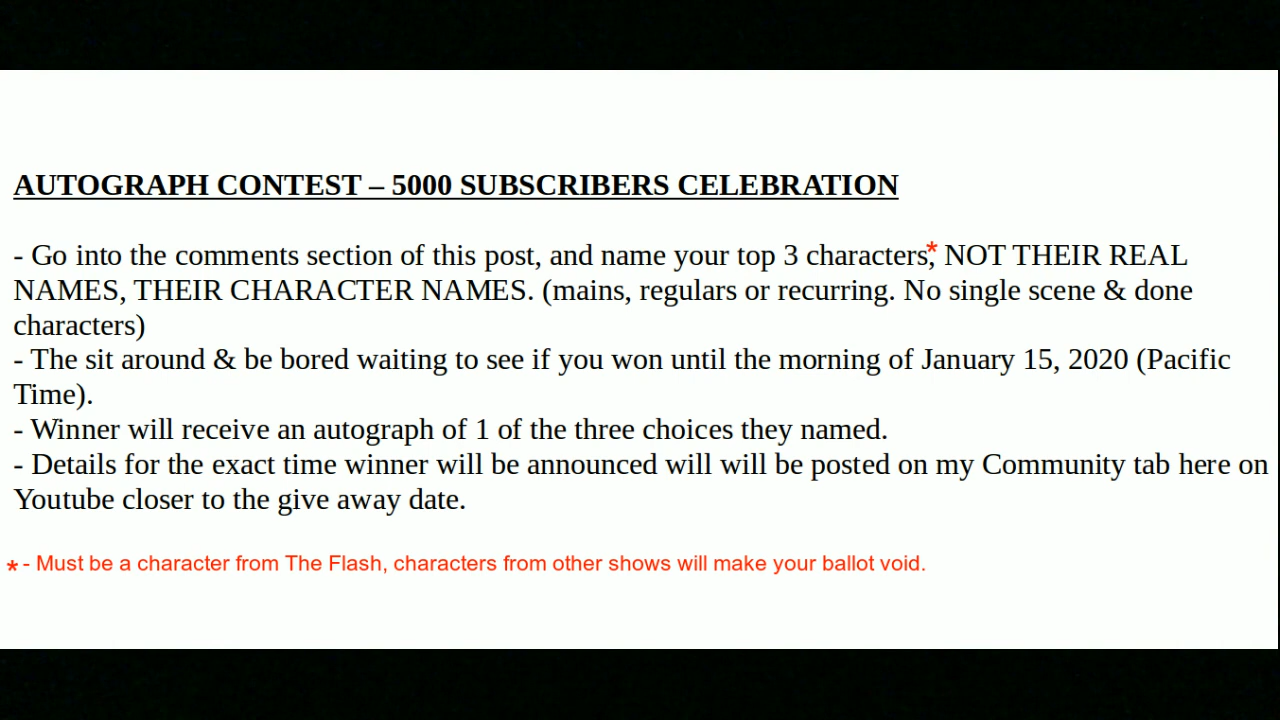 AUTOGRAPH CONTEST – 5000 SUBSCRIBERS CELEBRATION
- Go into the comments section of this post, and name your top 3 characters*, NOT THEIR REAL
NAMES, THEIR CHARACTER NAMES. (mains, regulars or recurring. No single scene & done
characters)
- The sit around & be bored waiting to see if you won until the morning of January 15, 2020 (Pacific
Time).
- Winner will receive an autograph of 1 of the three choices they named.
- Details for the exact time winner will be announced will will be posted on my Community tab here on
Youtube closer to the give away date.
* - Must be a character from The Flash, characters from other shows will make your ballot void.